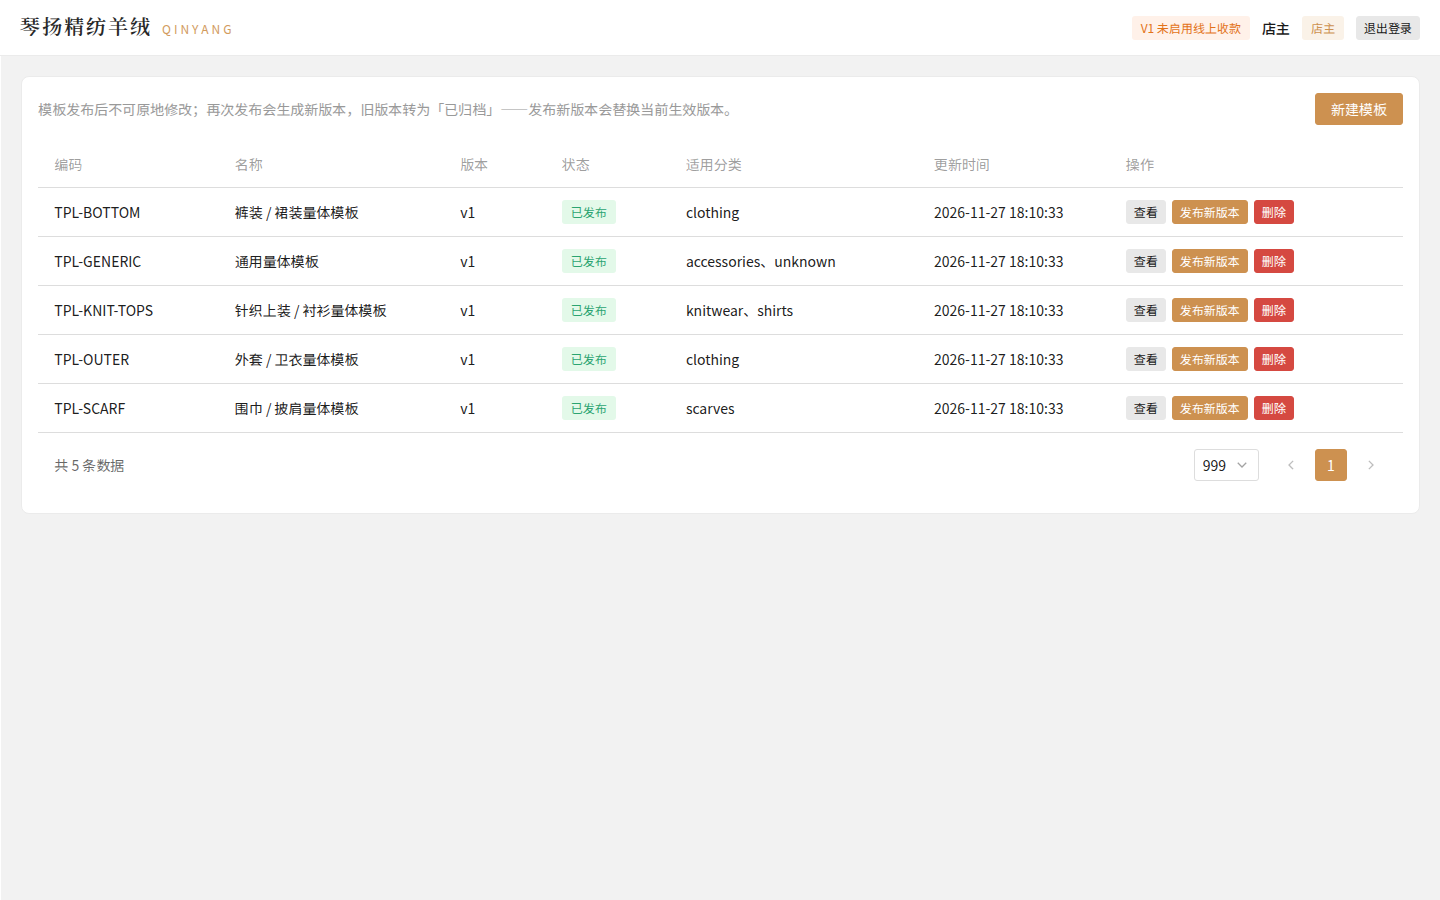 琴扬精纺羊绒 QINYANG
V1 未启用线上收款 店主 店主 退出登录
模板发布后不可原地修改；再次发布会生成新版本，旧版本转为「已归档」——发布新版本会替换当前生效版本。 新建模板
编码 名称 版本 状态 适用分类 更新时间 操作
TPL-BOTTOM 裤装 / 裙装量体模板 v1 已发布 clothing 2026-11-27 18:10:33 查看 发布新版本 删除
TPL-GENERIC 通用量体模板 v1 已发布 accessories、unknown 2026-11-27 18:10:33 查看 发布新版本 删除
TPL-KNIT-TOPS 针织上装 / 衬衫量体模板 v1 已发布 knitwear、shirts 2026-11-27 18:10:33 查看 发布新版本 删除
TPL-OUTER 外套 / 卫衣量体模板 v1 已发布 clothing 2026-11-27 18:10:33 查看 发布新版本 删除
TPL-SCARF 围巾 / 披肩量体模板 v1 已发布 scarves 2026-11-27 18:10:33 查看 发布新版本 删除
共 5 条数据 999 1